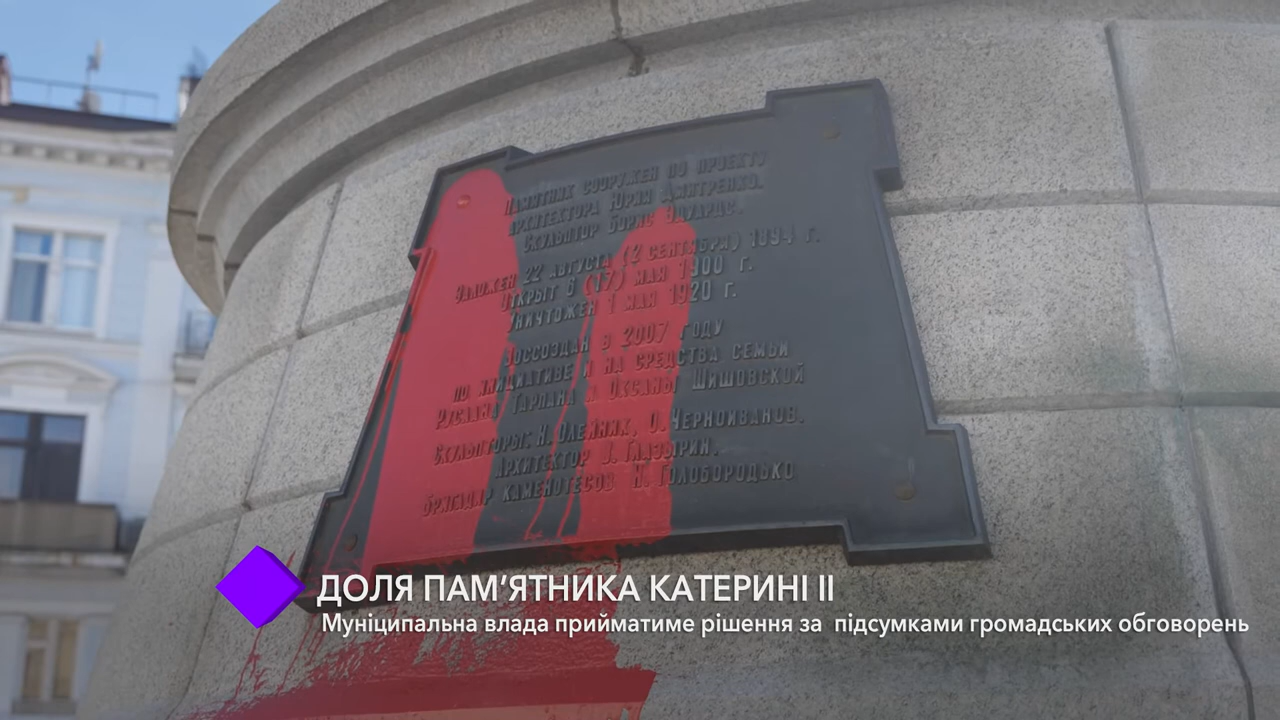 Памятник сооружен по проекту
архитектора Юрия Дмитренко.
Скульптор Борис Эдуардс.
Заложен 22 августа (2 сентября) 1894 г.
Открыт 6 (17) мая 1900 г.
Уничтожен 1 мая 1920 г.
Воссоздан в 2007 году
по инициативе и на средства семьи
Руслана Тарпана и Оксаны Шишовской
Скульпторы: Н. Олейник, О. Черноиванов.
Архитектор Глазырин.
Бригадир каменотесов Н. Голобородько
ДОЛЯ ПАМ’ЯТНИКА КАТЕРИНІ ІІ
Муніципальна влада прийматиме рішення за підсумками громадських обговорень